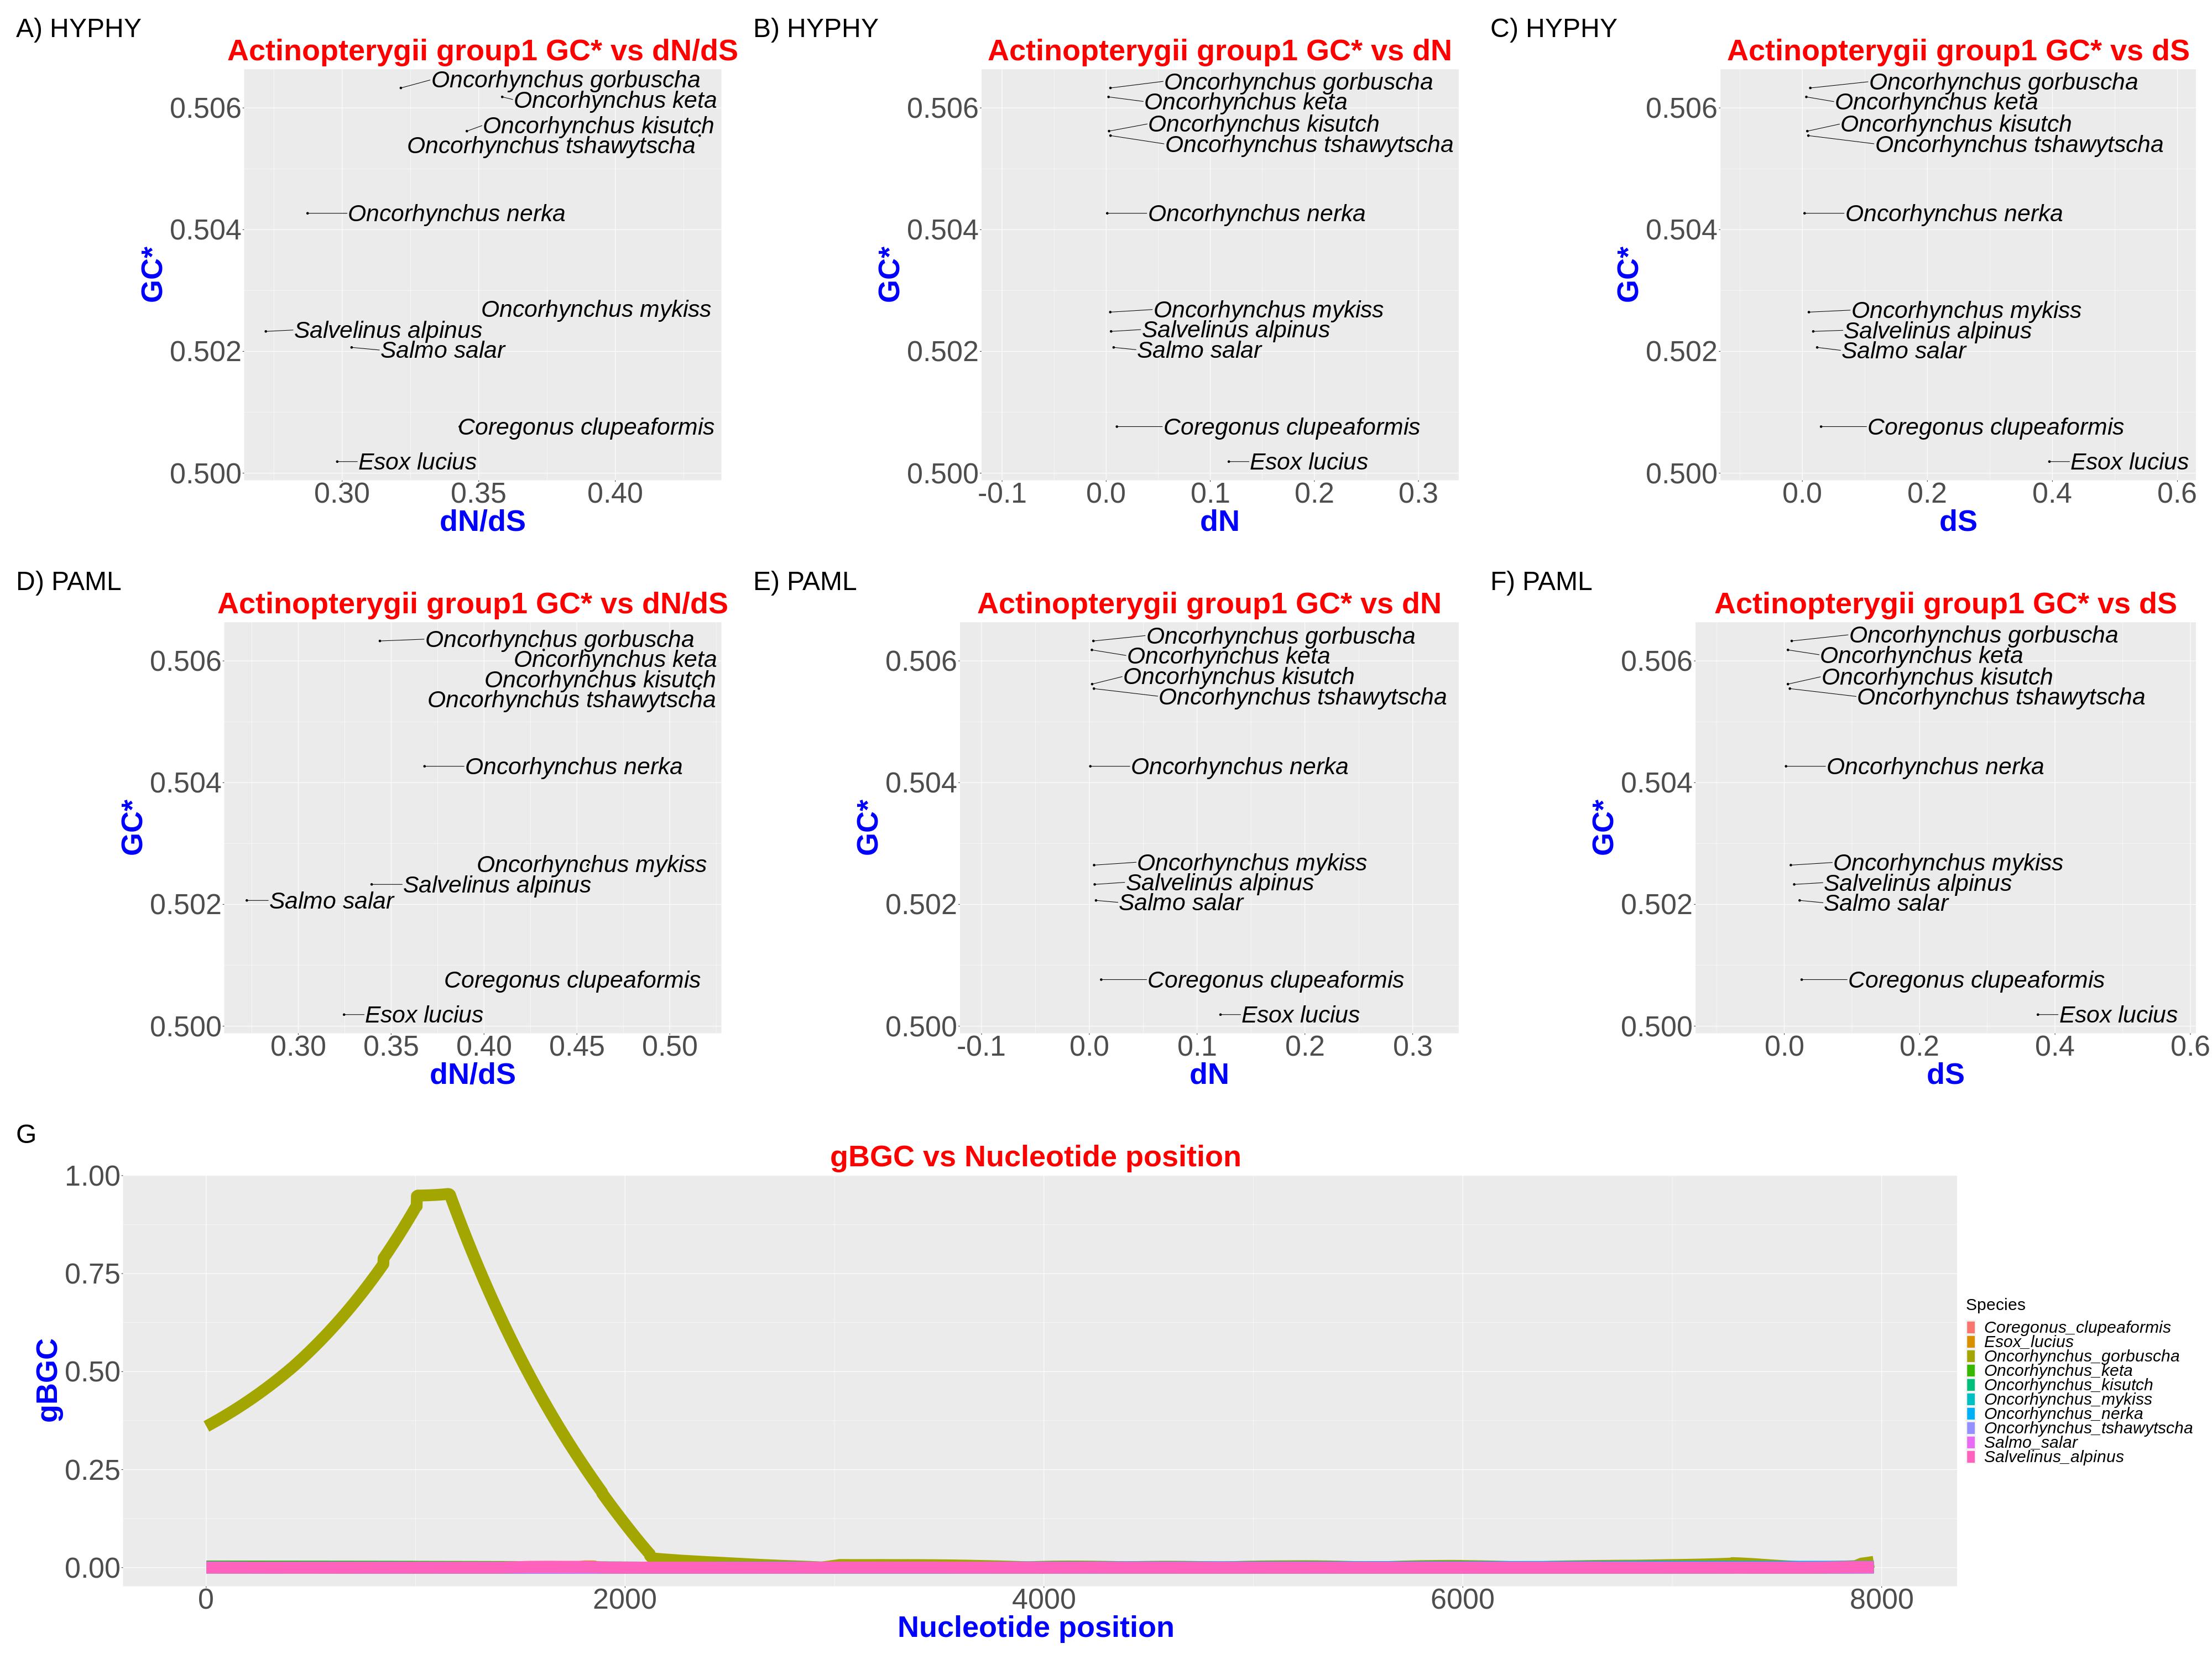 A) HYPHY
Actinopterygii group1 GC* vs dN/dS
Oncorhynchus gorbuscha
Oncorhynchus keta
0.506
Oncorhynchus kisutch
Oncorhynchus tshawytscha
Oncorhynchus nerka
0.504
GC*
Oncorhynchus mykiss
Salvelinus alpinus
0.502
Salmo salar
Coregonus clupeaformis
Esox lucius
0.500
0.30 0.35 0.40
dN/dS
B) HYPHY
Actinopterygii group1 GC* vs dN
Oncorhynchus gorbuscha
Oncorhynchus keta
0.506
Oncorhynchus kisutch
Oncorhynchus tshawytscha
Oncorhynchus nerka
0.504
GC*
Oncorhynchus mykiss
Salvelinus alpinus
0.502
Salmo salar
Coregonus clupeaformis
Esox lucius
0.500
-0.1 0.0 0.1 0.2 0.3
dN
C) HYPHY
Actinopterygii group1 GC* vs dS
Oncorhynchus gorbuscha
Oncorhynchus keta
0.506
Oncorhynchus kisutch
Oncorhynchus tshawytscha
Oncorhynchus nerka
0.504
GC*
Oncorhynchus mykiss
Salvelinus alpinus
0.502
Salmo salar
Coregonus clupeaformis
Esox lucius
0.500
0.0 0.2 0.4 0.6
dS
D) PAML
Actinopterygii group1 GC* vs dN/dS
Oncorhynchus gorbuscha
Oncorhynchus keta
0.506
Oncorhynchus kisutch
Oncorhynchus tshawytscha
Oncorhynchus nerka
0.504
GC*
Oncorhynchus mykiss
Salvelinus alpinus
0.502
Salmo salar
Coregonus clupeaformis
Esox lucius
0.500
0.30 0.35 0.40 0.45 0.50
dN/dS
E) PAML
Actinopterygii group1 GC* vs dN
Oncorhynchus gorbuscha
Oncorhynchus keta
0.506
Oncorhynchus kisutch
Oncorhynchus tshawytscha
Oncorhynchus nerka
0.504
GC*
Oncorhynchus mykiss
Salvelinus alpinus
0.502
Salmo salar
Coregonus clupeaformis
Esox lucius
0.500
-0.1 0.0 0.1 0.2 0.3
dN
F) PAML
Actinopterygii group1 GC* vs dS
Oncorhynchus gorbuscha
Oncorhynchus keta
0.506
Oncorhynchus kisutch
Oncorhynchus tshawytscha
Oncorhynchus nerka
0.504
GC*
Oncorhynchus mykiss
Salvelinus alpinus
0.502
Salmo salar
Coregonus clupeaformis
Esox lucius
0.500
0.0 0.2 0.4 0.6
dS
G
gBGC vs Nucleotide position
1.00
0.75
0.50
gBGC
0.25
0.00
0 2000 4000 6000 8000
Nucleotide position
Species
Coregonus_clupeaformis
Esox_lucius
Oncorhynchus_gorbuscha
Oncorhynchus_keta
Oncorhynchus_kisutch
Oncorhynchus_mykiss
Oncorhynchus_nerka
Oncorhynchus_tshawytscha
Salmo_salar
Salvelinus_alpinus